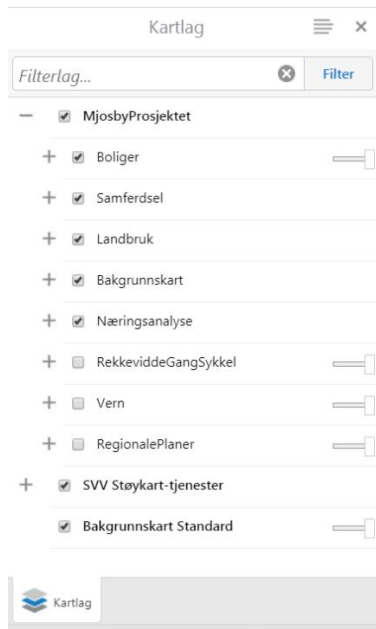 Kartlag
Filterlag...
Filter
MjosbyProsjektet
Boliger
Samferdsel
Landbruk
Bakgrunnskart
Næringsanalyse
RekkeviddeGangSykkel
Vern
RegionalePlaner
SVV Støykart-tjenester
Bakgrunnskart Standard
Kartlag